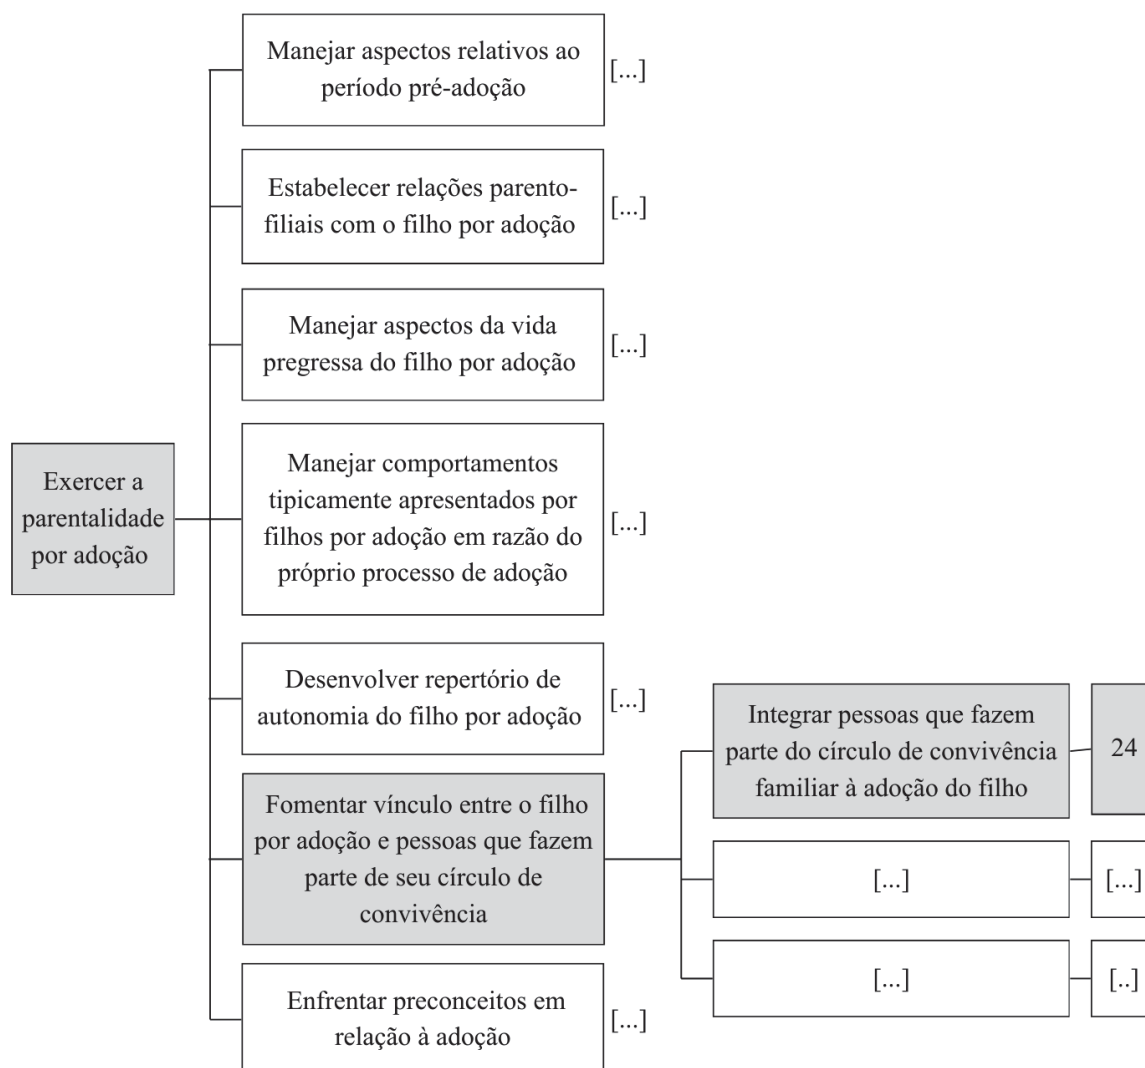 Manejar aspectos relativos ao
período pré-adoção
[...]
Estabelecer relações parento-
filiais com o filho por adoção
[...]
Manejar aspectos da vida
pregressa do filho por adoção
[...]
Exercer a
parentalidade
por adoção
Manejar comportamentos
tipicamente apresentados por
filhos por adoção em razão do
próprio processo de adoção
[...]
Desenvolver repertório de
autonomia do filho por adoção
[...]
Fomentar vínculo entre o filho
por adoção e pessoas que fazem
parte de seu círculo de
convivência
Integrar pessoas que fazem
parte do círculo de convivência
familiar à adoção do filho
24
[...]
[...]
[...]
[..]
Enfrentar preconceitos em
relação à adoção
[...]